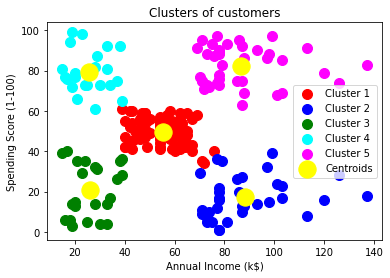 Clusters of customers
Spending Score (1-100)
100
80
60
40
20
0
Cluster 1
Cluster 2
Cluster 3
Cluster 4
Cluster 5
Centroids
20
40
60
80
100
120
140
Annual Income (k$)